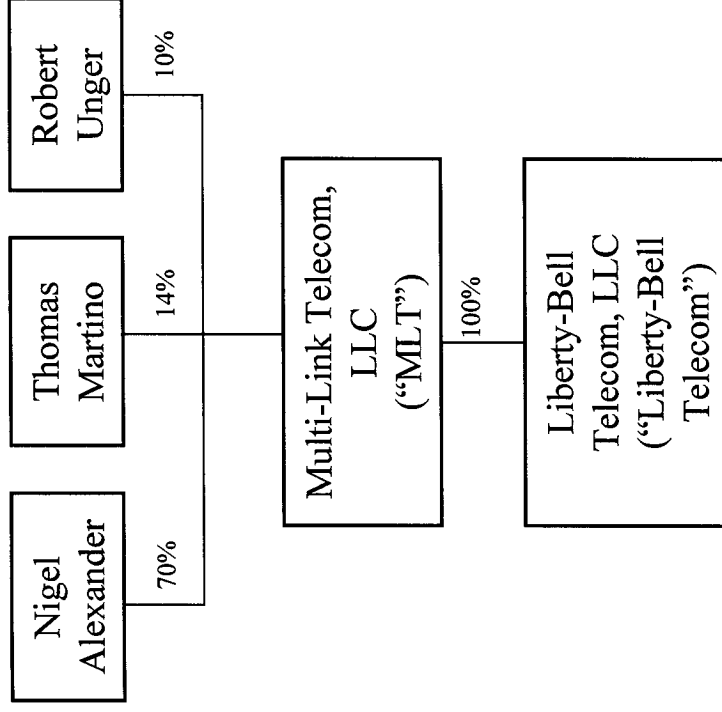 Nigel
Alexander
Thomas
Martino
Robert
Unger
70%
14%
10%
Multi-Link Telecom,
LLC
(“MLT”)
100%
Liberty-Bell
Telecom, LLC
(“Liberty-Bell
Telecom”)